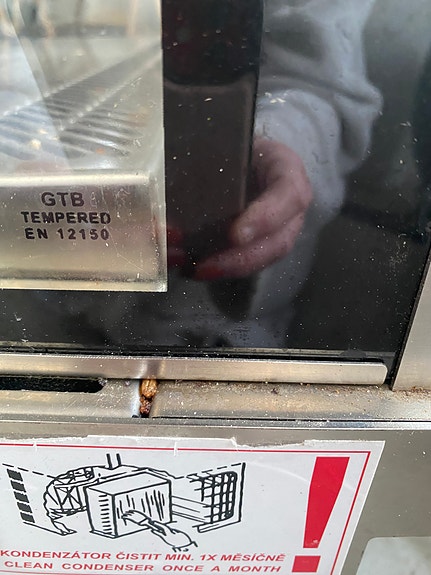 GTB
TEMPERED
EN 12150
KONDENZÁTOR ČISTIT MIN. 1X MĚSÍČNĚ
CLEAN CONDENSER ONCE A MONTH
!